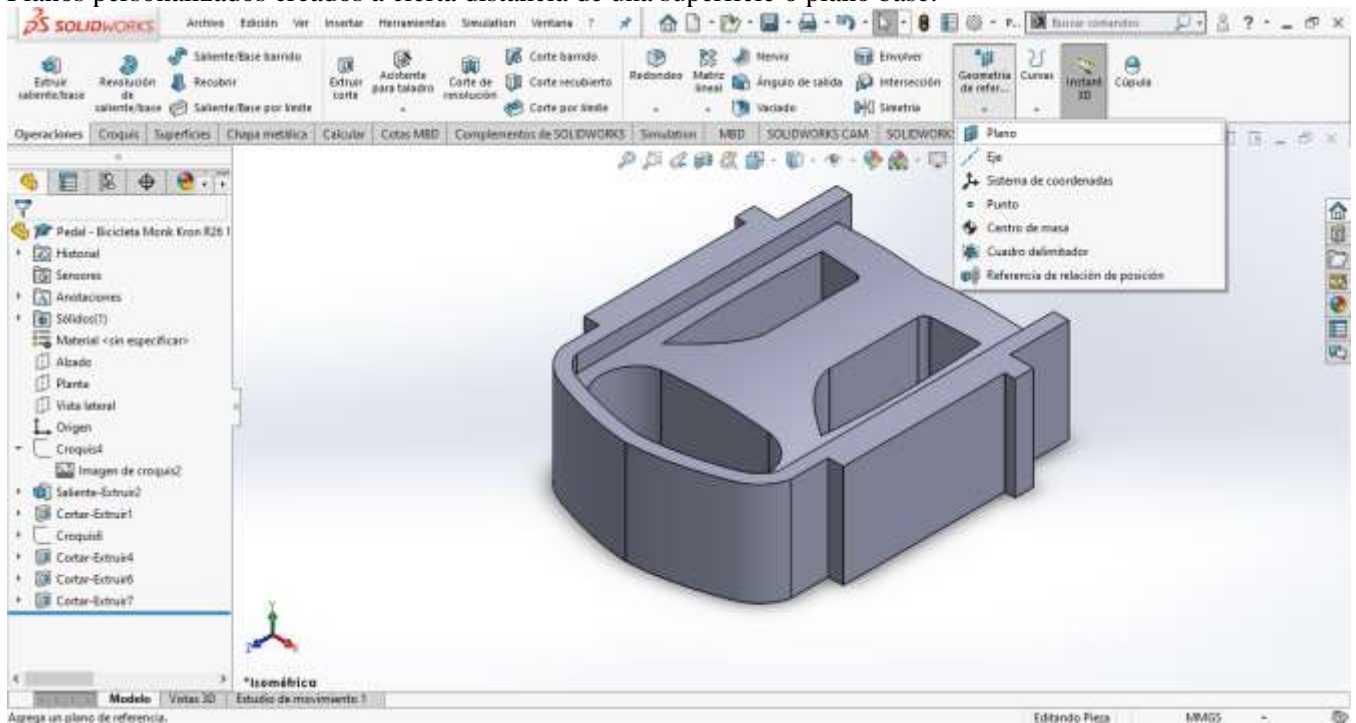 Planos personalizados creados a cierta distancia de una superficie o plano base.
SOLIDWORKS
Archivo Edición Ver Insertar Herramientas Simulation Ventana ?
P...
Buscar comandos
Extruir saliente/base
Revolución de saliente/base
Saliente/Base barrido
Recubrir
Saliente/Base por límite
Extruir corte
Asistente para taladro
Corte de revolución
Corte barrido
Corte recubierto
Corte por límite
Redondeo
Matriz lineal
Nervio
Ángulo de salida
Vaciado
Envolver
Intersección
Simetría
Geometría de refer...
Curvas
Instant 3D
Cúpula
Operaciones Croquis Superficies Chapa metálica Calcular Cotas MBD Complementos de SOLIDWORKS Simulation MBD SOLIDWORKS CAM SOLIDWORK
Plano
Eje
Sistema de coordenadas
Punto
Centro de masa
Cuadro delimitador
Referencia de relación de posición
Pedal - Bicicleta Monk Kron R26 1
Historial
Sensores
Anotaciones
Sólidos(1)
Material <sin especificar>
Alzado
Planta
Vista lateral
Origen
Croquis4
Imagen de croquis2
Saliente-Extruir2
Cortar-Extruir1
Croquis6
Cortar-Extruir4
Cortar-Extruir6
Cortar-Extruir7
Y
Z
*Isométrica
Modelo Vistas 3D Estudio de movimiento 1
Agrega un plano de referencia.
Editando Pieza MMGS